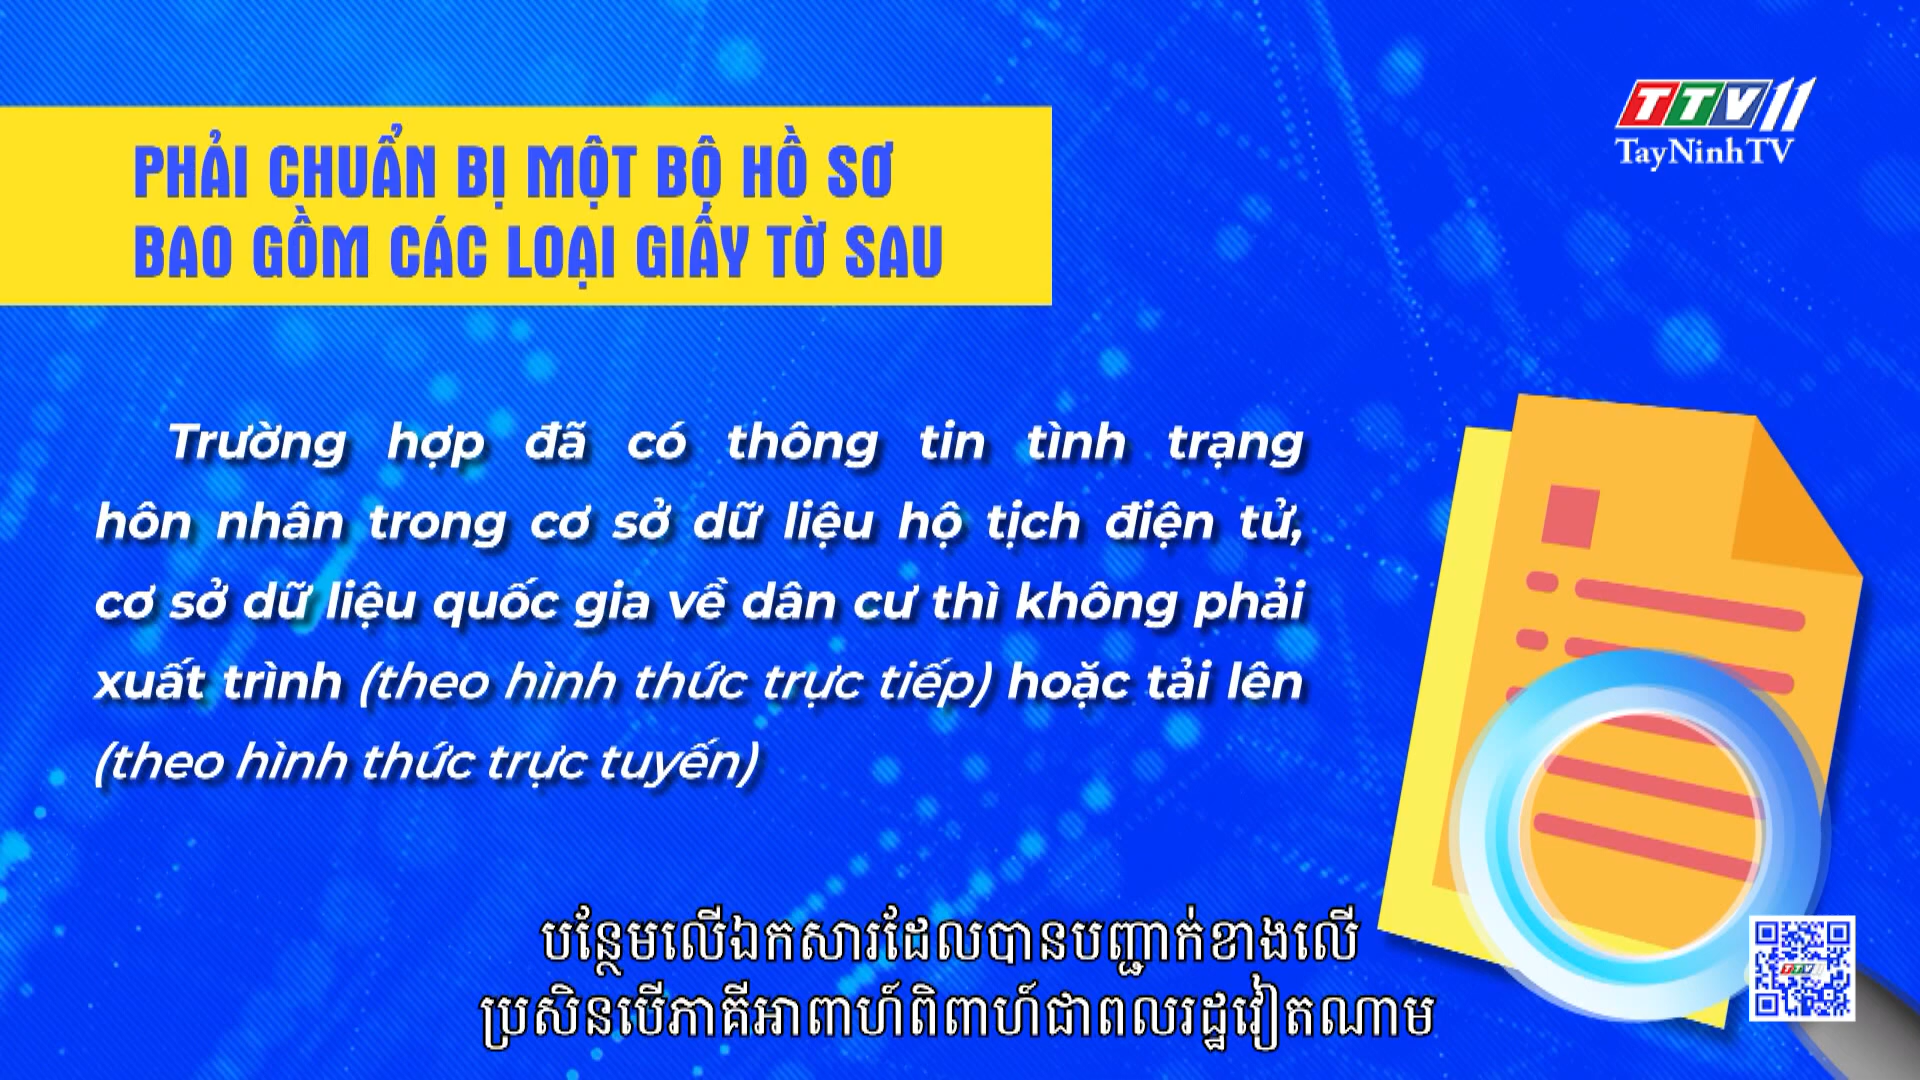 PHẢI CHUẨN BỊ MỘT BỘ HỒ SƠ
BAO GỒM CÁC LOẠI GIẤY TỜ SAU
TTV11
TayNinhTV
Trường hợp đã có thông tin tình trạng
hôn nhân trong cơ sở dữ liệu hộ tịch điện tử,
cơ sở dữ liệu quốc gia về dân cư thì không phải
xuất trình (theo hình thức trực tiếp) hoặc tải lên
(theo hình thức trực tuyến)
បន្ថែមលើឯកសារដែលបានបញ្ជាក់ខាងលើ
ប្រសិនបើភាគីអាពាហ៍ពិពាហ៍ជាពលរដ្ឋវៀតណាម
TTV11